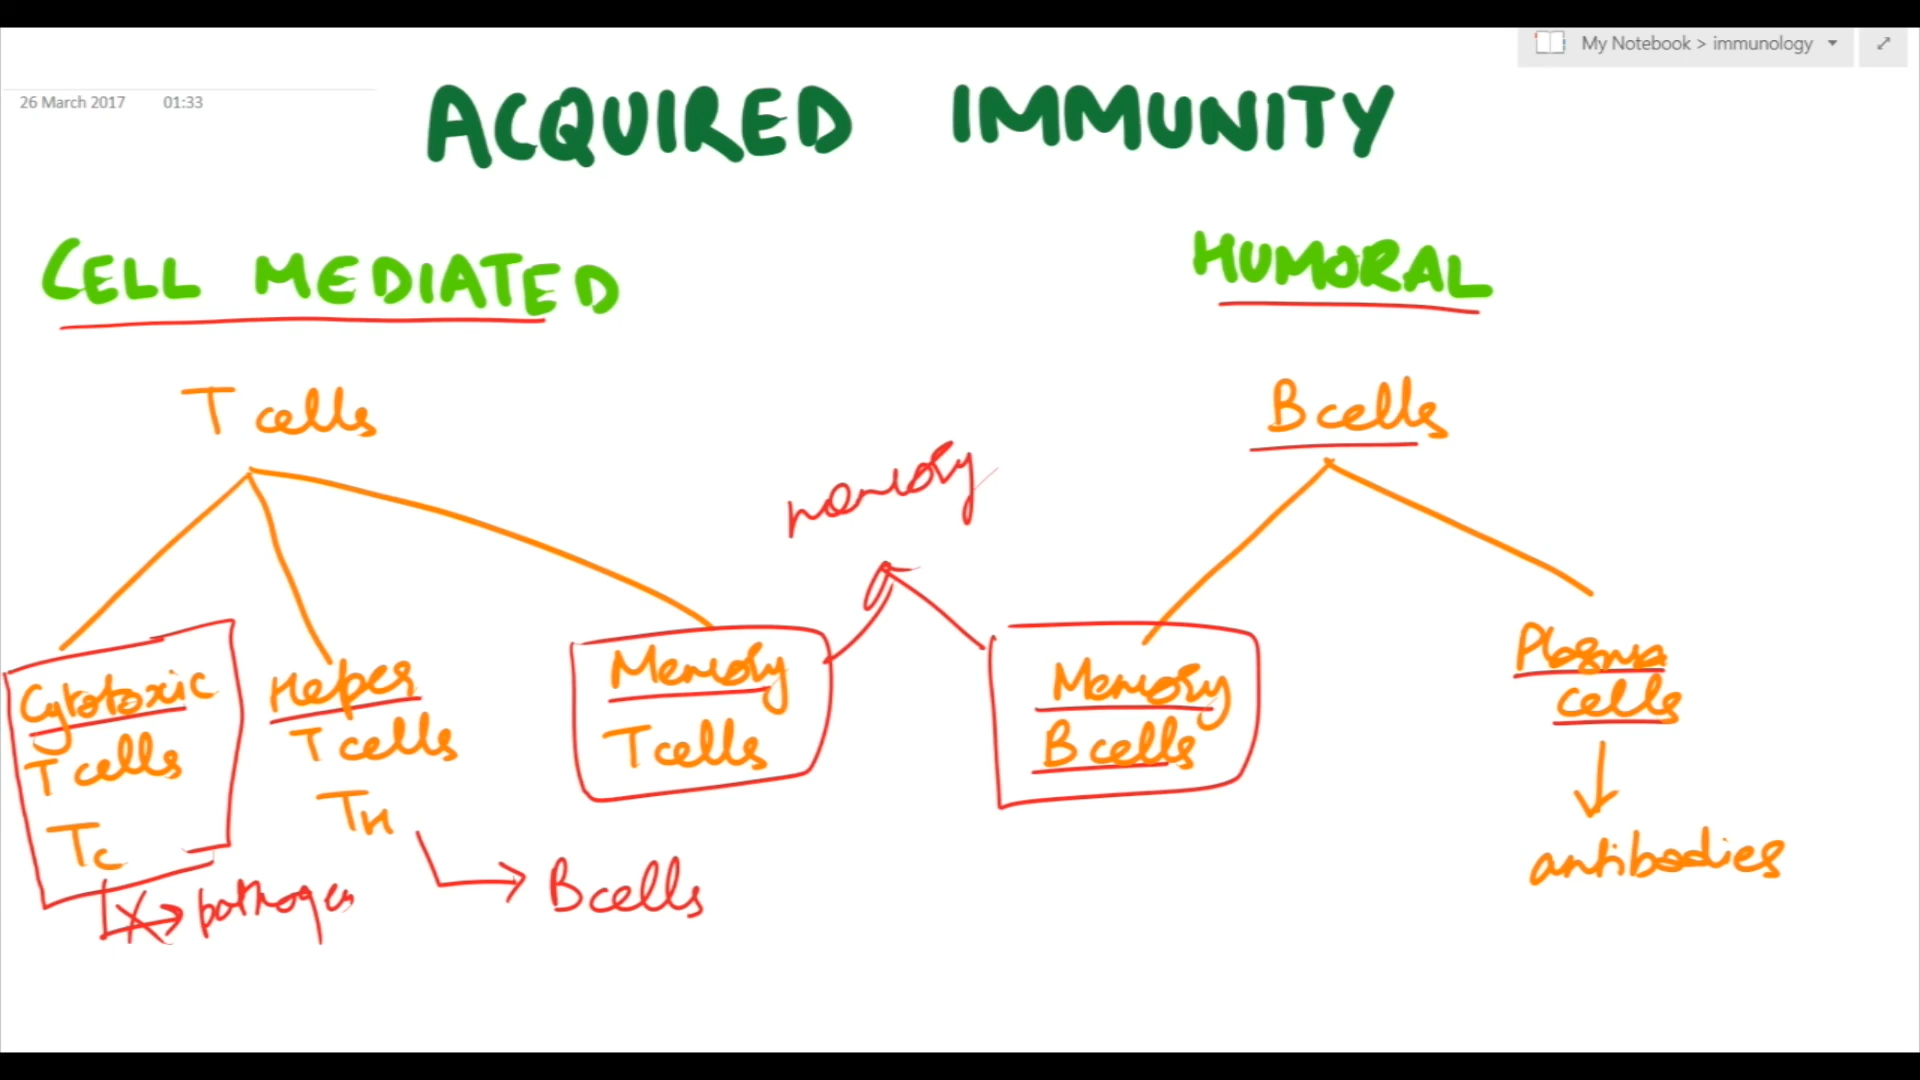 My Notebook > immunology
26 March 2017 01:33
ACQUIRED IMMUNITY
CELL MEDIATED
HUMORAL
T cells
B cells
memory
Cytotoxic
T cells
Tc
Helper
T cells
TH
Memory
T cells
Memory
B cells
Plasma
cells
antibodies
pathogen
B cells